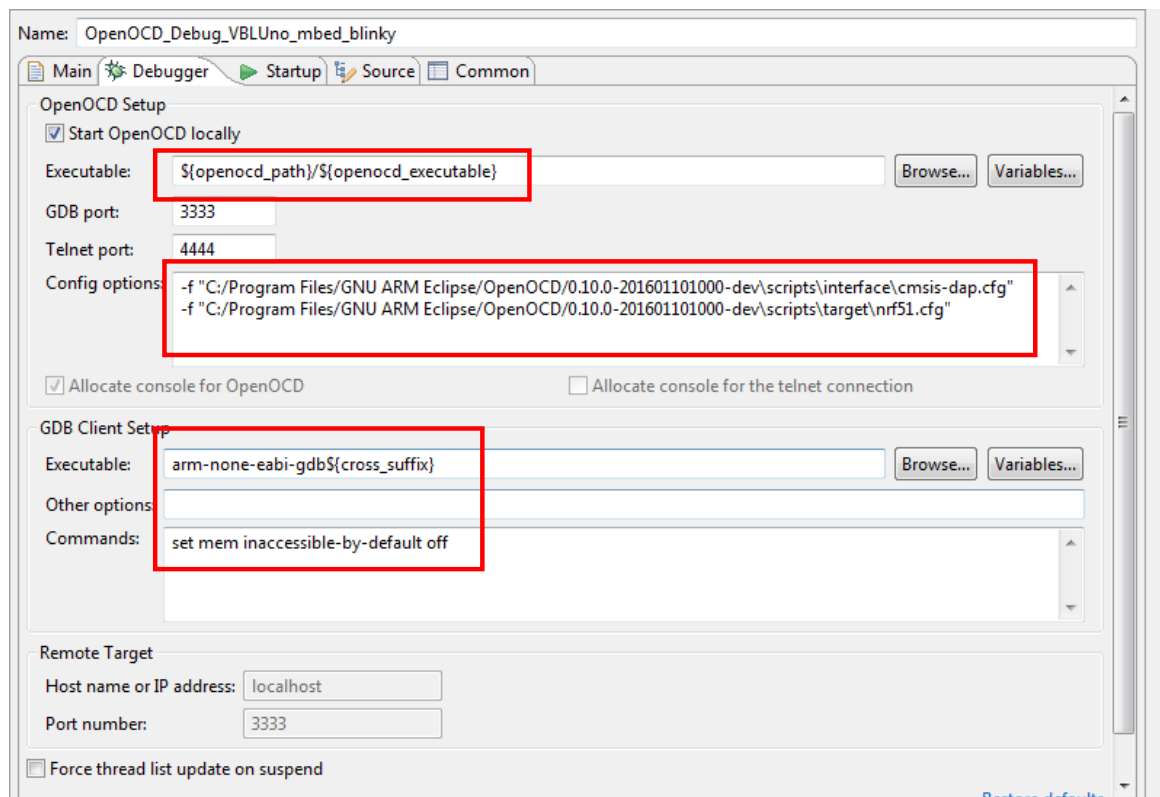 Name: OpenOCD_Debug_VBLUno_mbed_blinky
Main Debugger Startup Source Common
OpenOCD Setup
Start OpenOCD locally
Executable: ${openocd_path}/${openocd_executable} Browse... Variables...
GDB port: 3333
Telnet port: 4444
Config options: -f "C:/Program Files/GNU ARM Eclipse/OpenOCD/0.10.0-201601101000-dev\scripts\interface\cmsis-dap.cfg"
-f "C:/Program Files/GNU ARM Eclipse/OpenOCD/0.10.0-201601101000-dev\scripts\target\nrf51.cfg"
Allocate console for OpenOCD Allocate console for the telnet connection
GDB Client Setup
Executable: arm-none-eabi-gdb${cross_suffix} Browse... Variables...
Other options:
Commands: set mem inaccessible-by-default off
Remote Target
Host name or IP address: localhost
Port number: 3333
Force thread list update on suspend
Restore defaults